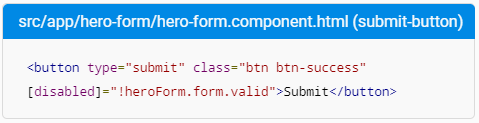 src/app/hero-form/hero-form.component.html (submit-button)
<button type="submit" class="btn btn-success"
[disabled]="!heroForm.form.valid">Submit</button>